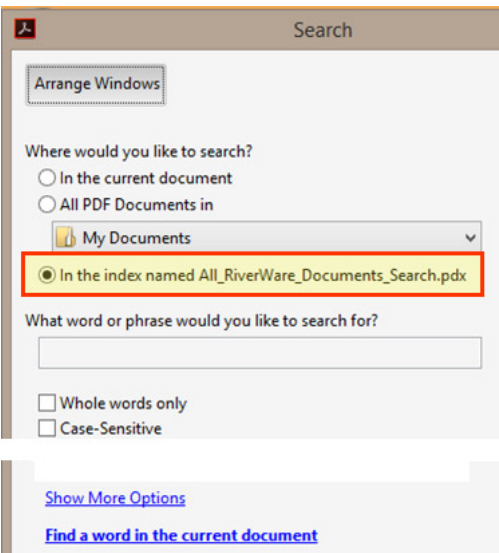 Search
Arrange Windows
Where would you like to search?
In the current document
All PDF Documents in
My Documents
In the index named All_RiverWare_Documents_Search.pdx
What word or phrase would you like to search for?
Whole words only
Case-Sensitive
Show More Options
Find a word in the current document